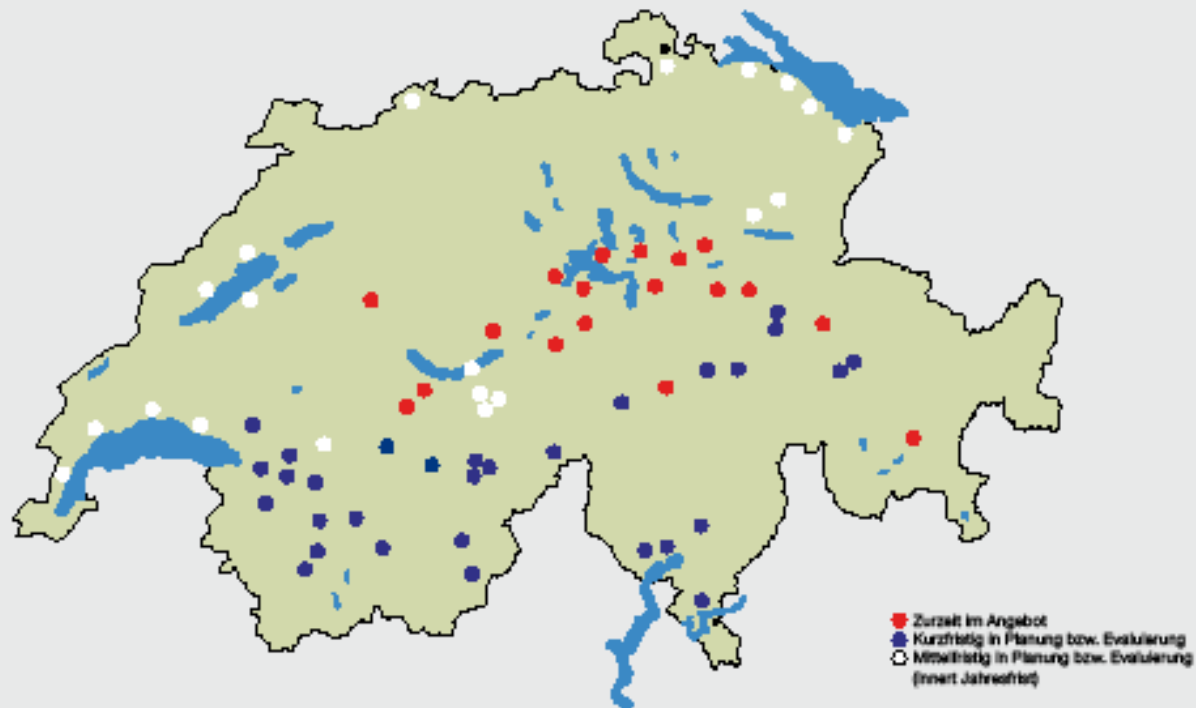 Zurzeit im Angebot
Kurzfristig in Planung bzw. Evaluierung
Mittelfristig in Planung bzw. Evaluierung
(innert Jahresfrist)